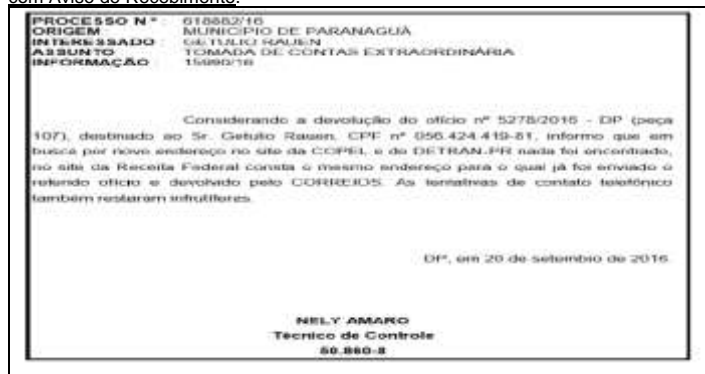 com Aviso de Recebimento.
PROCESSO N º : 618882/16
ORIGEM : MUNICÍPIO DE PARANAGUÁ
INTERESSADO : GETULIO RAUEN
ASSUNTO : TOMADA DE CONTAS EXTRAORDINÁRIA
INFORMAÇÃO : 15990/16
Considerando a devolução do ofício nº 5278/2016 - DP (peça
107), destinado ao Sr. Getulio Rauen, CPF nº 056.424.419-81, informo que em
busca por novo endereço no site da COPEL e do DETRAN-PR nada foi encontrado,
no site da Receita Federal consta o mesmo endereço para o qual já foi enviado o
referido ofício e devolvido pelo CORREIOS. As tentativas de contato telefônico
também restaram infrutíferas.
DP, em 20 de setembro de 2016.
NELY AMARO
Técnico de Controle
50.860-8